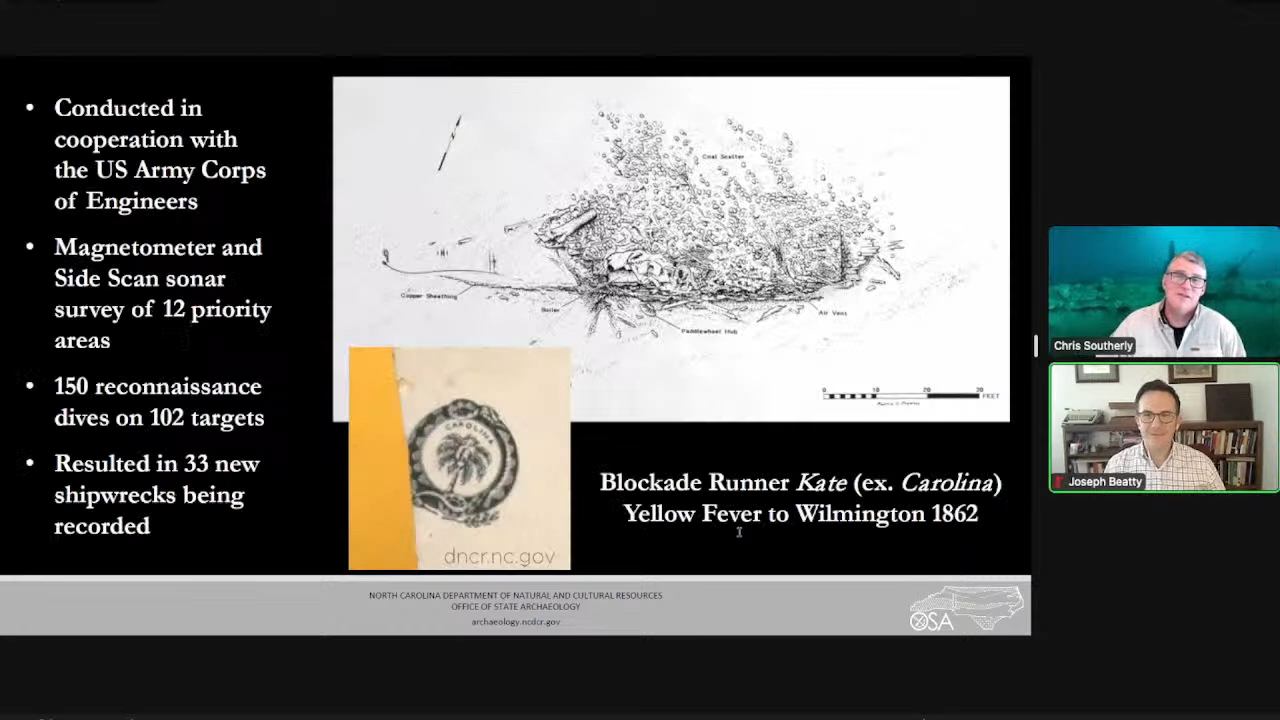 • Conducted in
cooperation with
the US Army Corps
of Engineers
• Magnetometer and
Side Scan sonar
survey of 12 priority
areas
• 150 reconnaissance
dives on 102 targets
• Resulted in 33 new
shipwrecks being
recorded
Coal Scatter
Copper Sheathing
Boiler
Paddlewheel Hub
Air Vent
0 10 20 30
FEET
CAROLINA
dncr.nc.gov
Blockade Runner Kate (ex. Carolina)
Yellow Fever to Wilmington 1862
NORTH CAROLINA DEPARTMENT OF NATURAL AND CULTURAL RESOURCES
OFFICE OF STATE ARCHAEOLOGY
archaeology.ncdcr.gov
OSA
Chris Southerly
Joseph Beatty